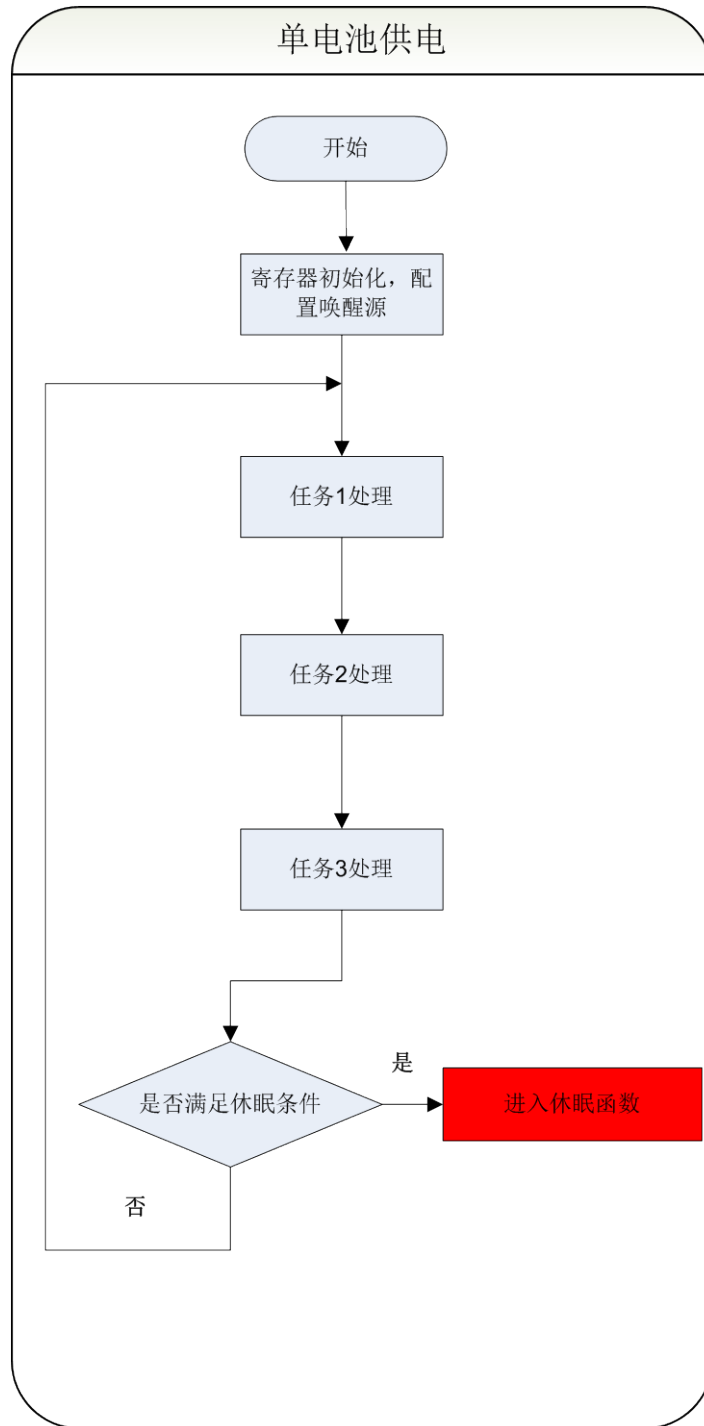 单电池供电
开始
寄存器初始化，配
置唤醒源
任务1处理
任务2处理
任务3处理
是否满足休眠条件
是
进入休眠函数
否